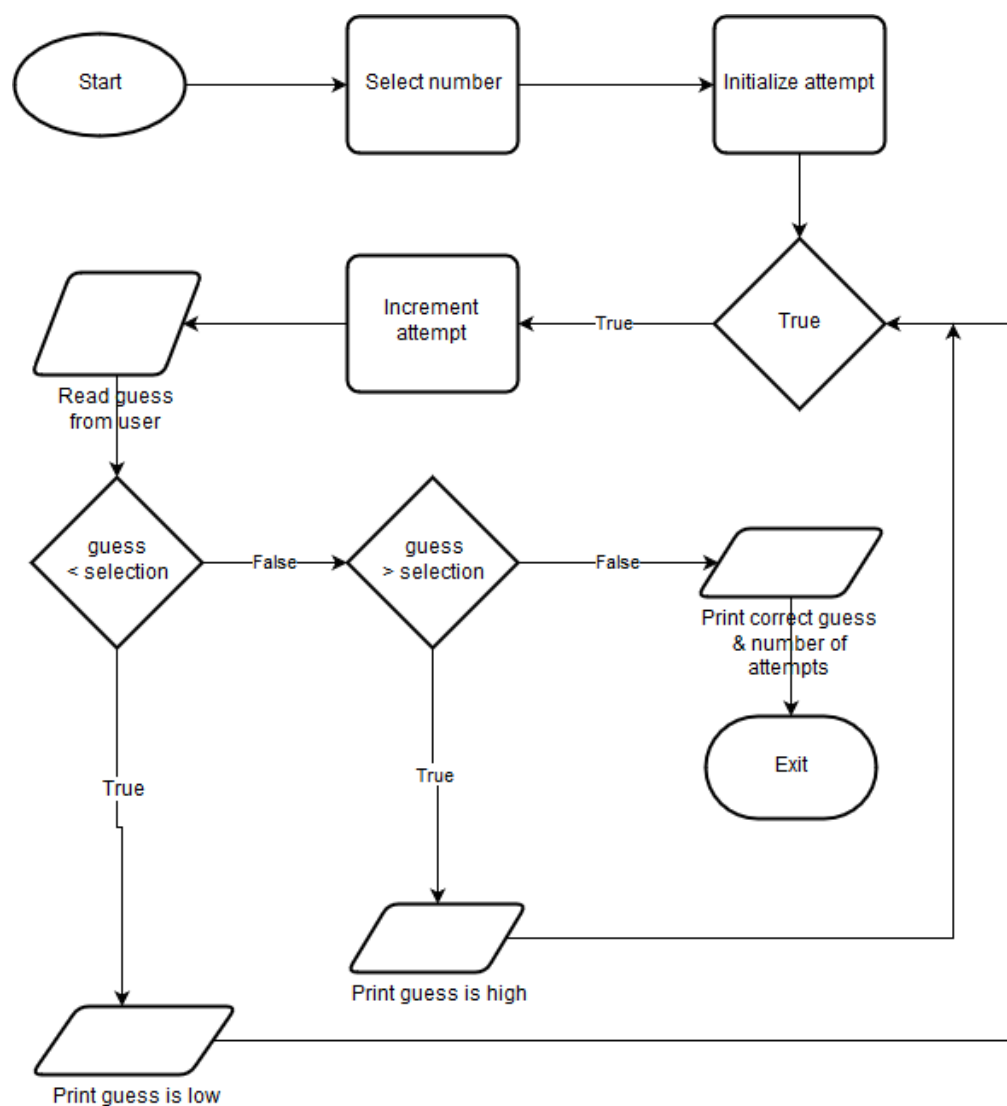 Start
Select number
Initialize attempt
True
True
Increment
attempt
Read guess
from user
guess
< selection
False
guess
> selection
False
Print correct guess
& number of
attempts
Exit
True
True
Print guess is high
Print guess is low